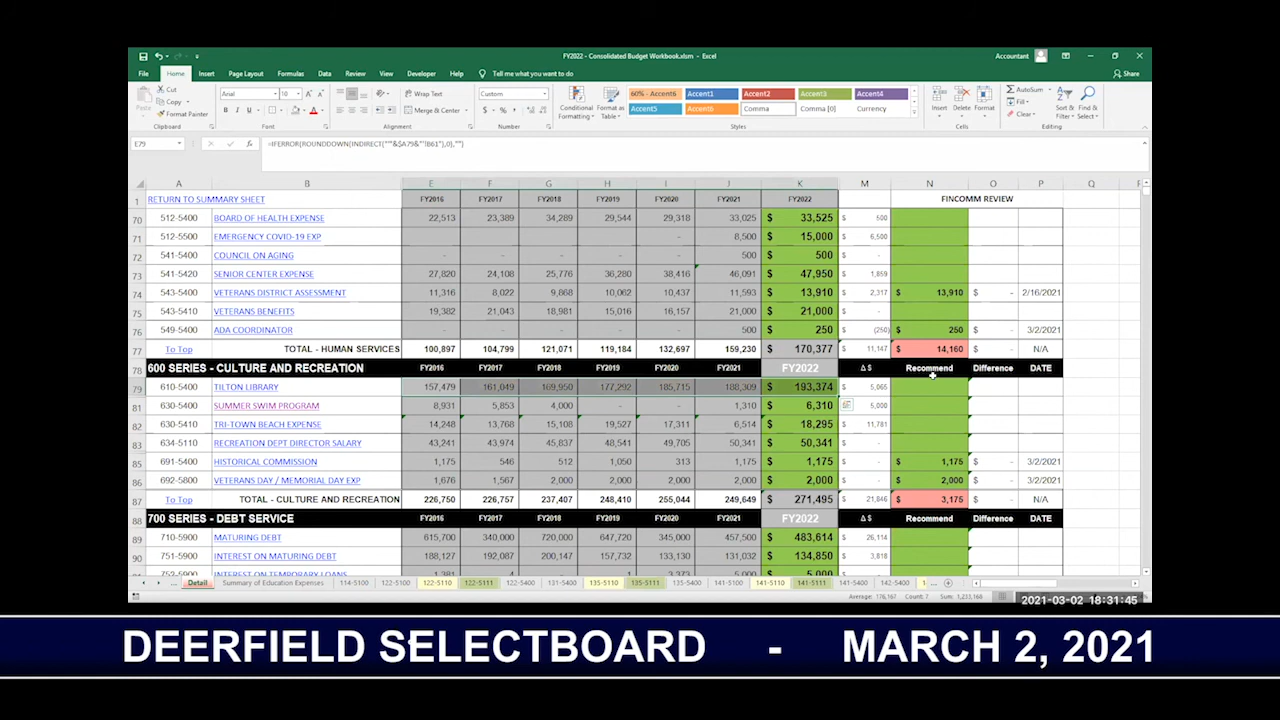 FY2022 - Consolidated Budget Workbook.xlsm - Excel
Accountant
File Home Insert Page Layout Formulas Data Review View Developer Help Tell me what you want to do Share
Cut
Copy
Format Painter
Paste
Clipboard
Arial 10
Font
Wrap Text
Merge & Center
Alignment
Custom
Number
Conditional Formatting
Format as Table
60% - Accent6 Accent1 Accent2 Accent3 Accent4
Accent5 Accent6 Comma Comma [0] Currency
Styles
Insert Delete Format
Cells
AutoSum
Fill
Clear
Sort & Filter
Find & Select
Editing
E79
A B E F G H I J K M N O P Q
1 RETURN TO SUMMARY SHEET FY2016 FY2017 FY2018 FY2019 FY2020 FY2021 FY2022 FINCOMM REVIEW
70 512-5400 BOARD OF HEALTH EXPENSE 22,513 23,389 34,289 29,544 29,318 33,025 $ 33,525 $ 500
71 512-5500 EMERGENCY COVID-19 EXP - 8,500 $ 15,000 $ 6,500
72 541-5400 COUNCIL ON AGING - - - - - 500 $ 500 $ -
73 541-5420 SENIOR CENTER EXPENSE 27,820 24,108 25,776 36,280 38,416 46,091 $ 47,950 $ 1,859
74 543-5400 VETERANS DISTRICT ASSESSMENT 11,316 8,022 9,868 10,062 10,437 11,593 $ 13,910 $ 2,317 $ 13,910 $ - 2/16/2021
75 543-5410 VETERANS BENEFITS 19,382 21,043 18,981 15,016 16,157 21,000 $ 21,000 $ -
76 549-5400 ADA COORDINATOR - - - - - 500 $ 250 $ (250) $ 250 $ - 3/2/2021
77 To Top TOTAL - HUMAN SERVICES 100,897 104,799 121,071 119,184 132,697 159,230 $ 170,377 $ 11,147 $ 14,160 N/A
78 600 SERIES - CULTURE AND RECREATION FY2016 FY2017 FY2018 FY2019 FY2020 FY2021 FY2022 Δ $ Recommend Difference DATE
79 610-5400 TILTON LIBRARY 157,479 161,049 169,950 177,292 185,715 188,309 $ 193,374 $ 5,065
81 630-5400 SUMMER SWIM PROGRAM 8,931 5,853 4,000 - - 1,310 $ 6,310 $ 5,000
82 630-5410 TRI-TOWN BEACH EXPENSE 14,248 13,768 15,108 19,527 17,311 6,514 $ 18,295 $ 11,781
83 634-5110 RECREATION DEPT DIRECTOR SALARY 43,241 43,974 45,837 48,541 49,705 50,341 $ 50,341 $ -
85 691-5400 HISTORICAL COMMISSION 1,175 546 512 1,050 313 1,175 $ 1,175 $ - $ 1,175 $ - 3/2/2021
86 692-5800 VETERANS DAY / MEMORIAL DAY EXP 1,676 1,567 2,000 2,000 2,000 2,000 $ 2,000 $ - $ 2,000 $ - 3/2/2021
87 To Top TOTAL - CULTURE AND RECREATION 226,750 226,757 237,407 248,410 255,044 249,649 $ 271,495 $ 21,846 $ 3,175 N/A
88 700 SERIES - DEBT SERVICE FY2016 FY2017 FY2018 FY2019 FY2020 FY2021 FY2022 Δ $ Recommend Difference DATE
89 710-5900 MATURING DEBT 615,700 340,000 720,000 647,720 345,000 457,500 $ 483,614 $ 26,114
90 751-5900 INTEREST ON MATURING DEBT 188,127 192,087 200,147 157,732 133,130 131,032 $ 134,850 $ 3,818
INTEREST ON TEMPORARY LOANS
... Detail Summary of Education Expenses 114-5100 122-5100 122-5110 122-5111 122-5400 121-5400 135-5110 135-5111 135-5400 141-5100 141-5110 141-5111 141-5400 142-5400 ...
Average: 176,167 Count: 7 Sum: 1,233,168
2021-03-02 18:31:45
DEERFIELD SELECTBOARD - MARCH 2, 2021